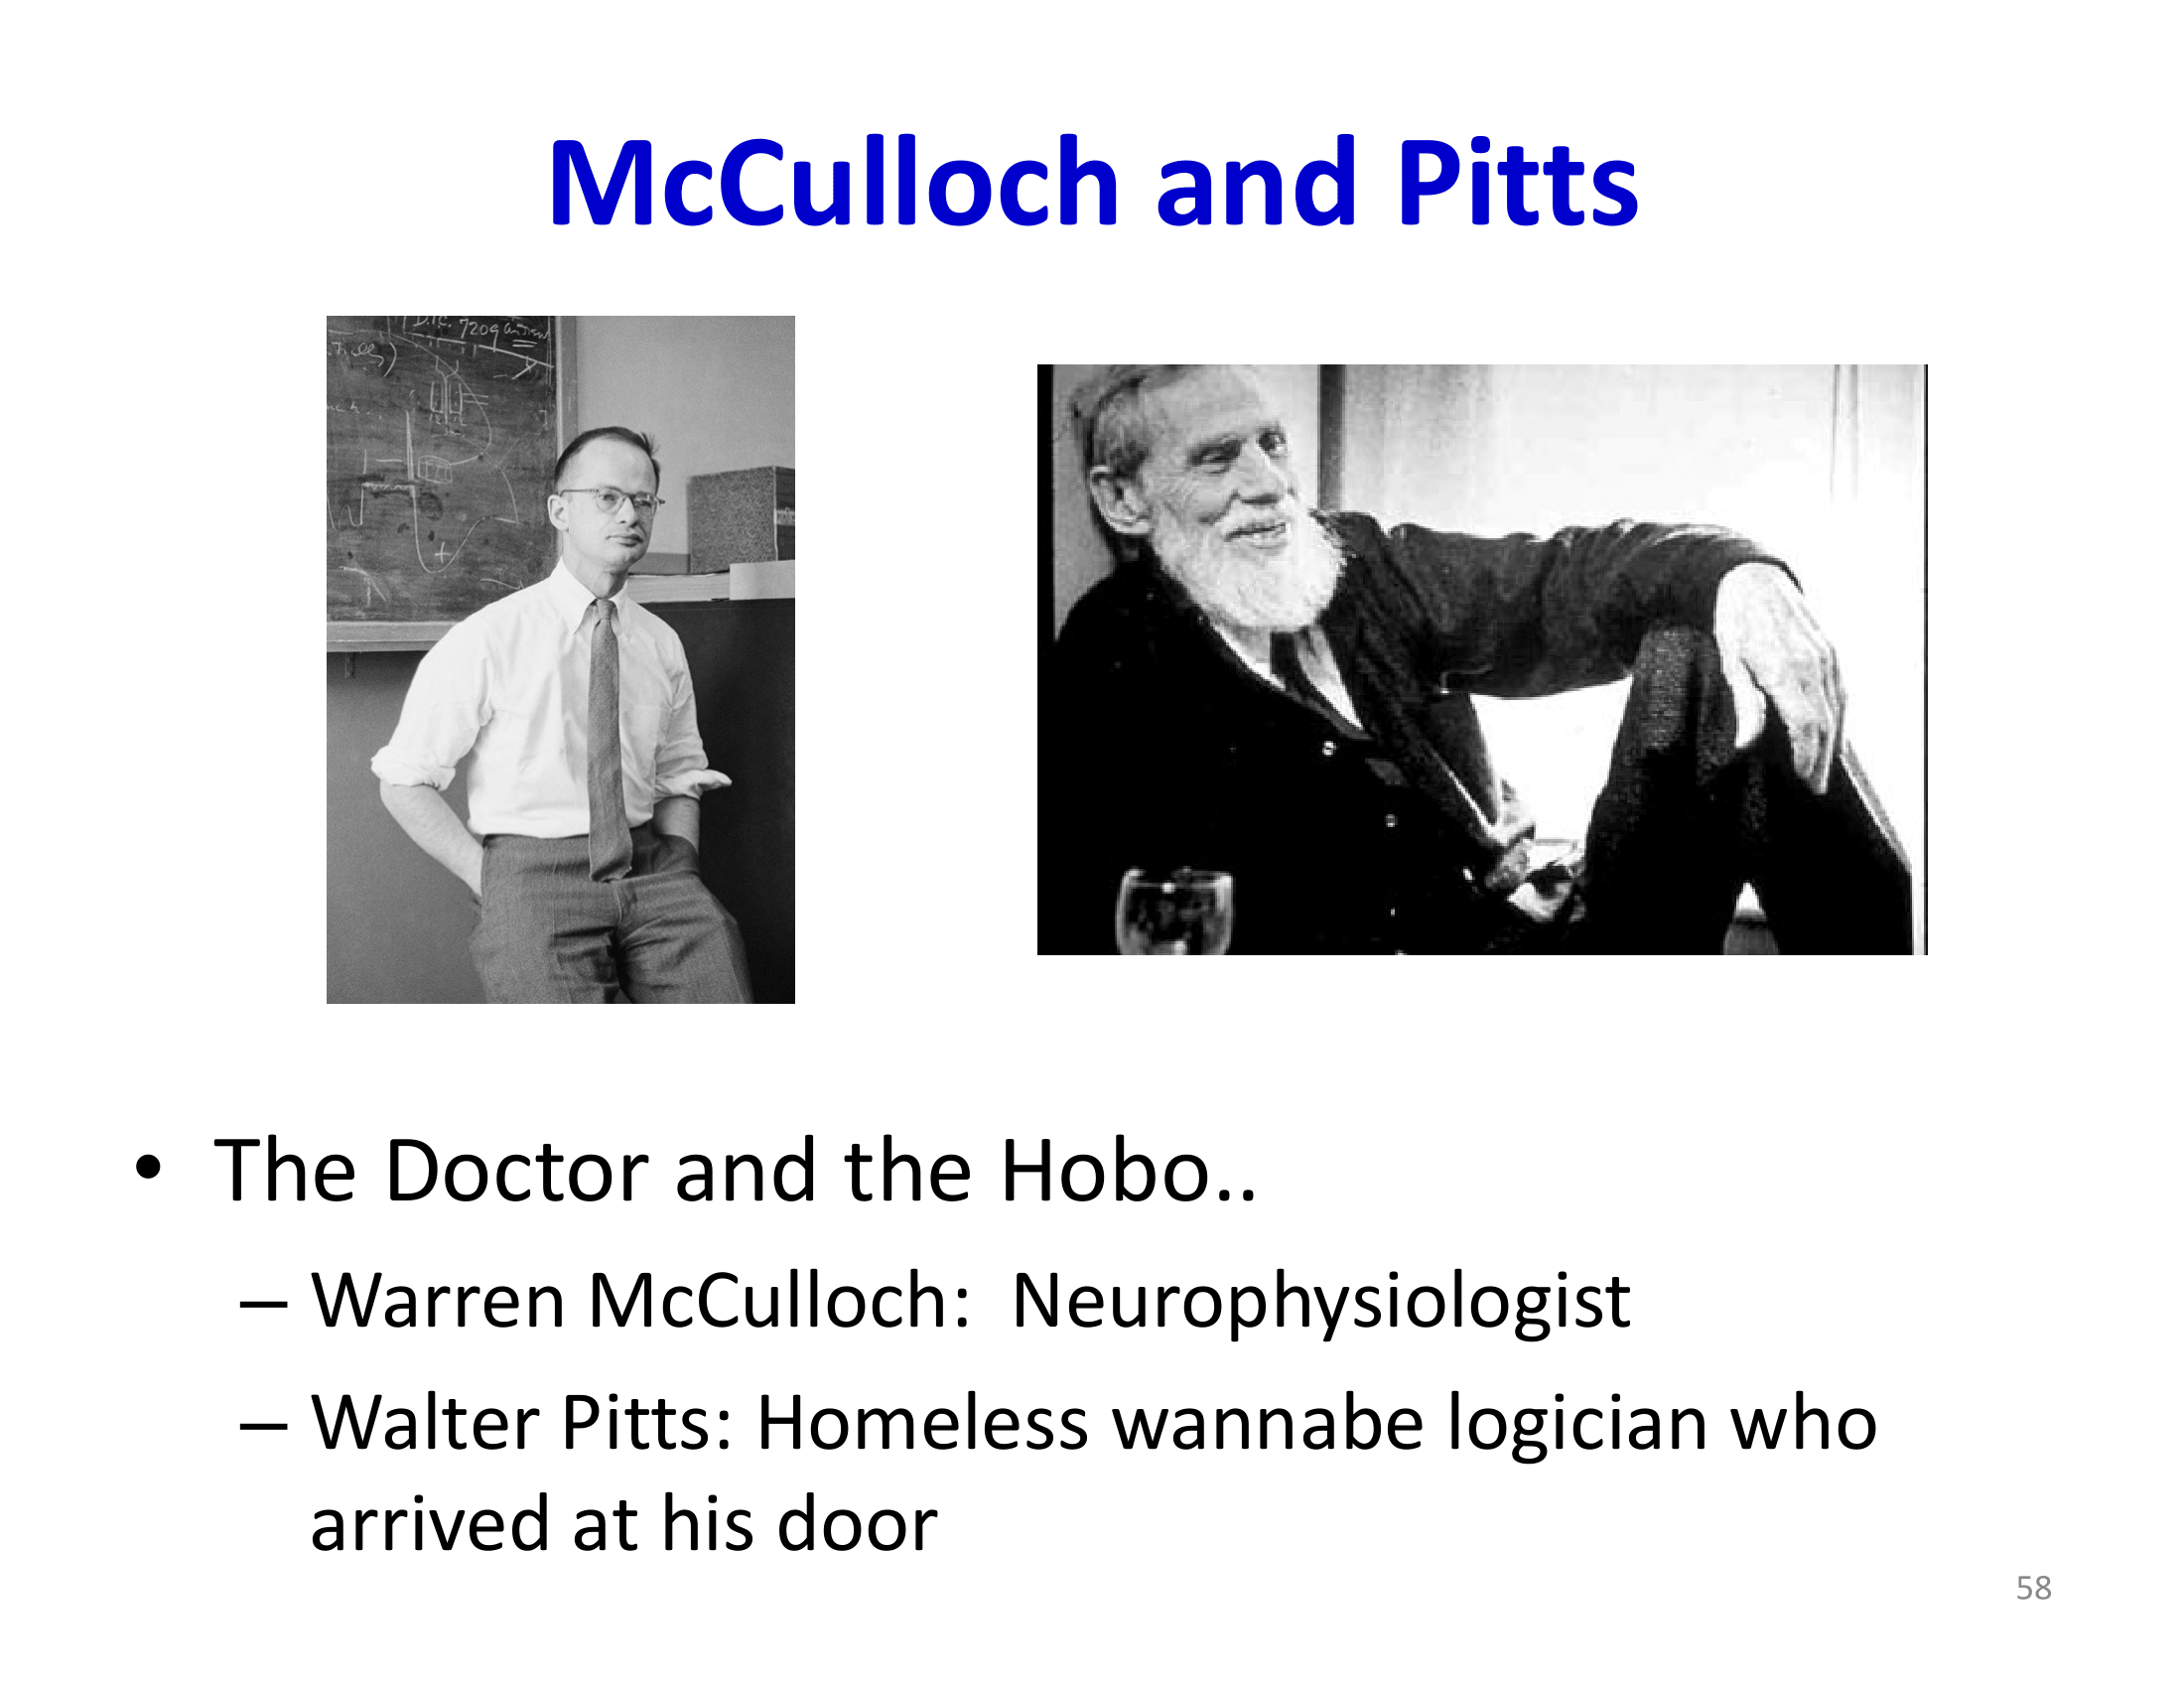 McCulloch and Pitts
D.I.C. 7209
• The Doctor and the Hobo..
– Warren McCulloch:  Neurophysiologist
– Walter Pitts: Homeless wannabe logician who
arrived at his door
58